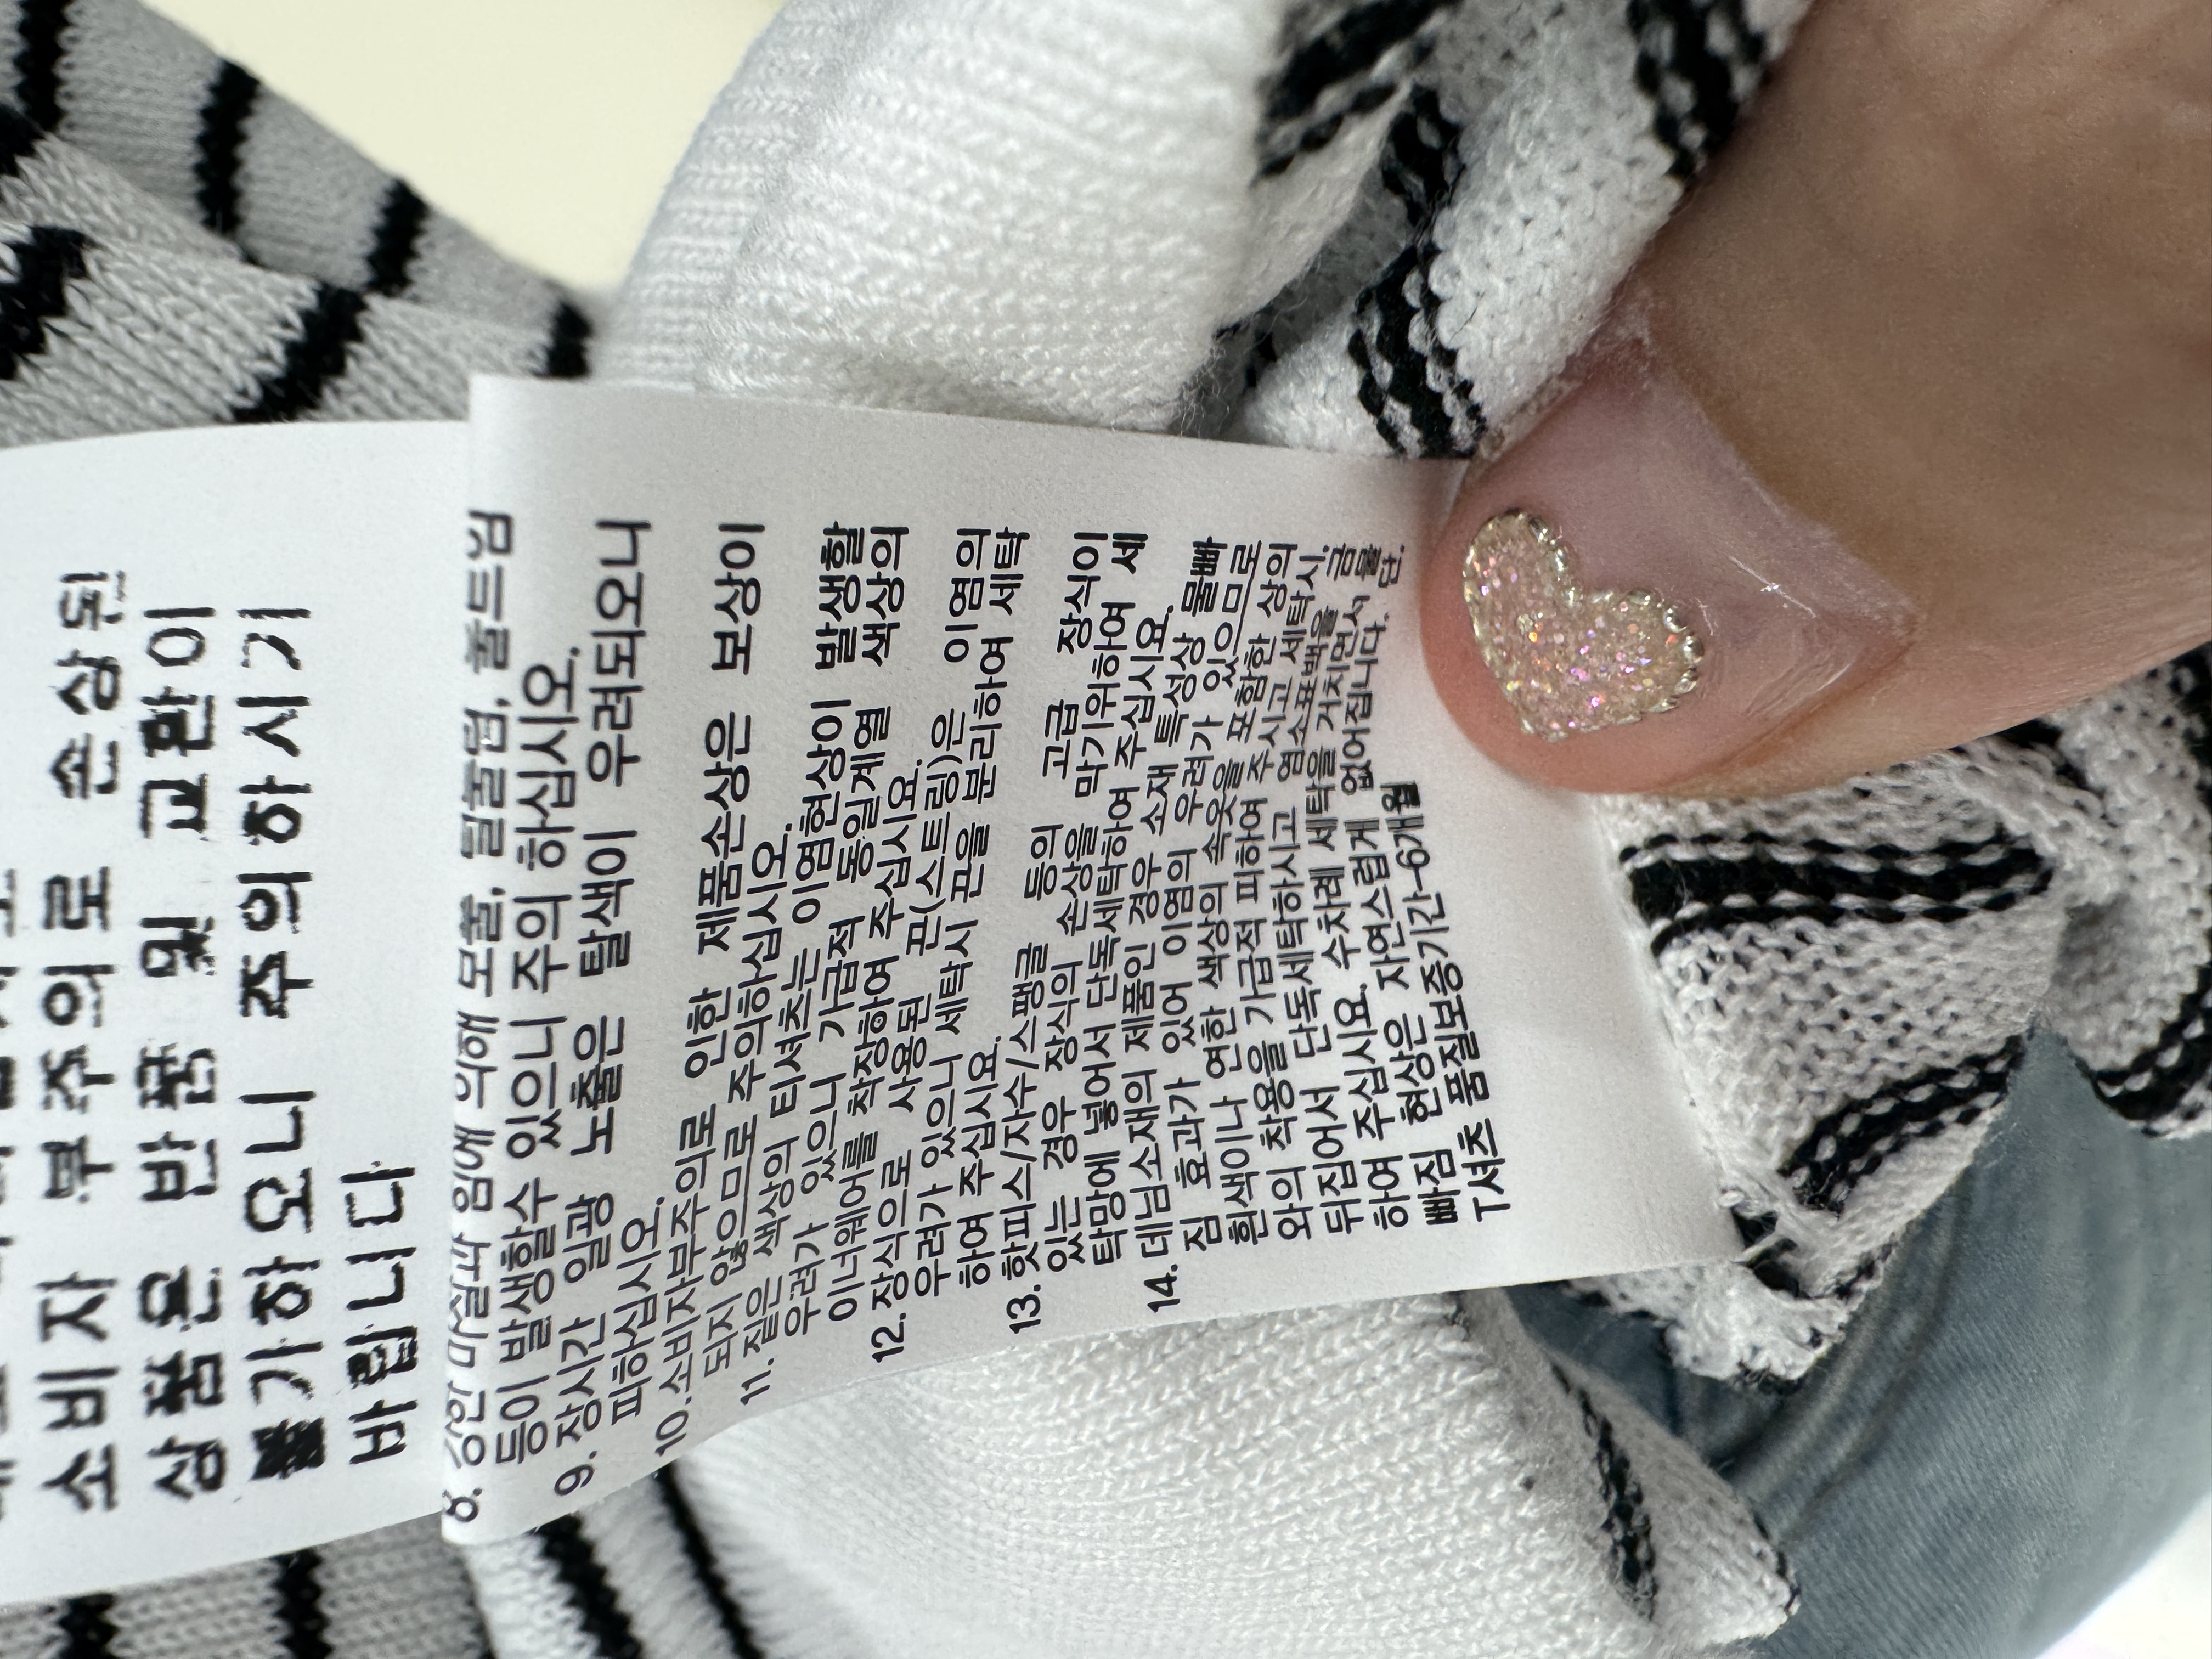 소비자 부주의로 손상된
상품은 반품 및 교환이
불가하오니 주의하시기
바랍니다
8. 강한 마찰과 힘에 의해 모홀, 틸놀림, 올트임
등이 발생할수 있으니 주의 하십시오.
9. 장시간 일광 노출은 탈색이 우려되오니
피하십시오.
10. 소비자부주의로 인한 제품손상은 보상이
되지 않으므로 주의하십시오.
11. 짙은 색상의 티셔츠는 이염현상이 발생할
우려가 있으니 가급적 동일계열 색상의
이너웨어를 착장하여 주십시요.
12. 장식으로 사용된 끈(스트링)은 이염의
우려가 있으니 세탁시 끈을 분리하여 세탁
하여 주십시요.
13. 핫피스/자수/스팽글 등의 고급 장식이
있는 경우 장식의 손상을 막기위하여 세
탁망에 넣어서 단독세탁하여 주십시요.
14. 데님소재의 제품인 경우 소재 특성상 물빠
짐 효과가 있어 이염의 우려가 있으므로
흰색이나 연한 색상의 속옷을 포함한 상의
와의 착용을 가급적 피하여 주시고 세탁시.
뒤집어서 단독세탁하시고 염소표백을 금
하여 주십시요. 수차례 세탁을 거치면서 물
빠짐 현상은 자연스럽게 없어집니다. 단.
T셔츠 품질보증기간-6개월